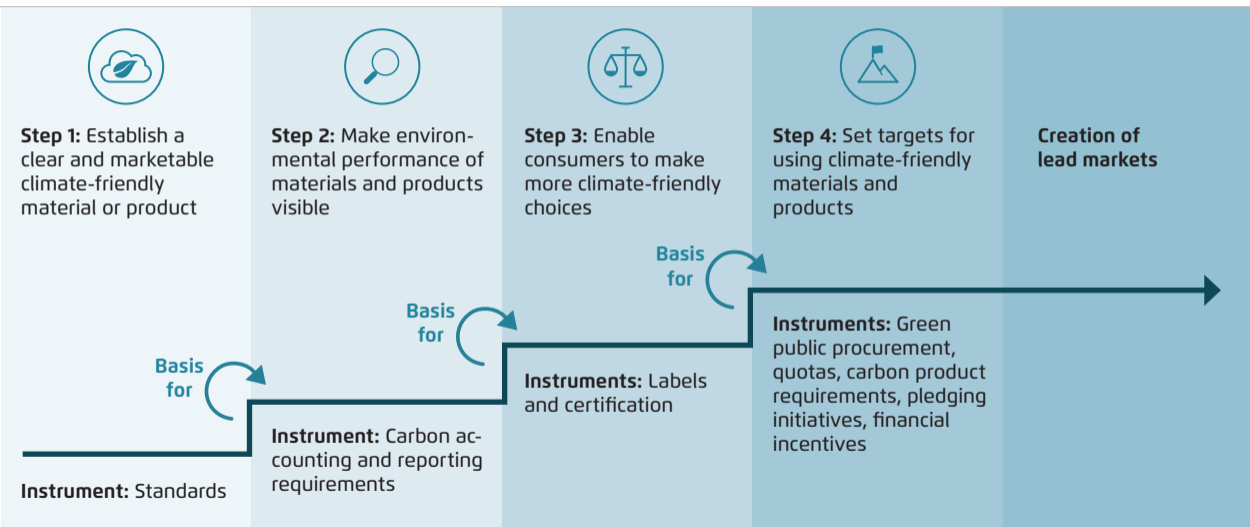 Step 1: Establish a
clear and marketable
climate-friendly
material or product
Step 2: Make environ-
mental performance of
materials and products
visible
Step 3: Enable
consumers to make
more climate-friendly
choices
Step 4: Set targets for
using climate-friendly
materials and
products
Creation of
lead markets
Basis
for
Basis
for
Basis
for
Instrument: Standards
Instrument: Carbon ac-
counting and reporting
requirements
Instruments: Labels
and certification
Instruments: Green
public procurement,
quotas, carbon product
requirements, pledging
initiatives, financial
incentives